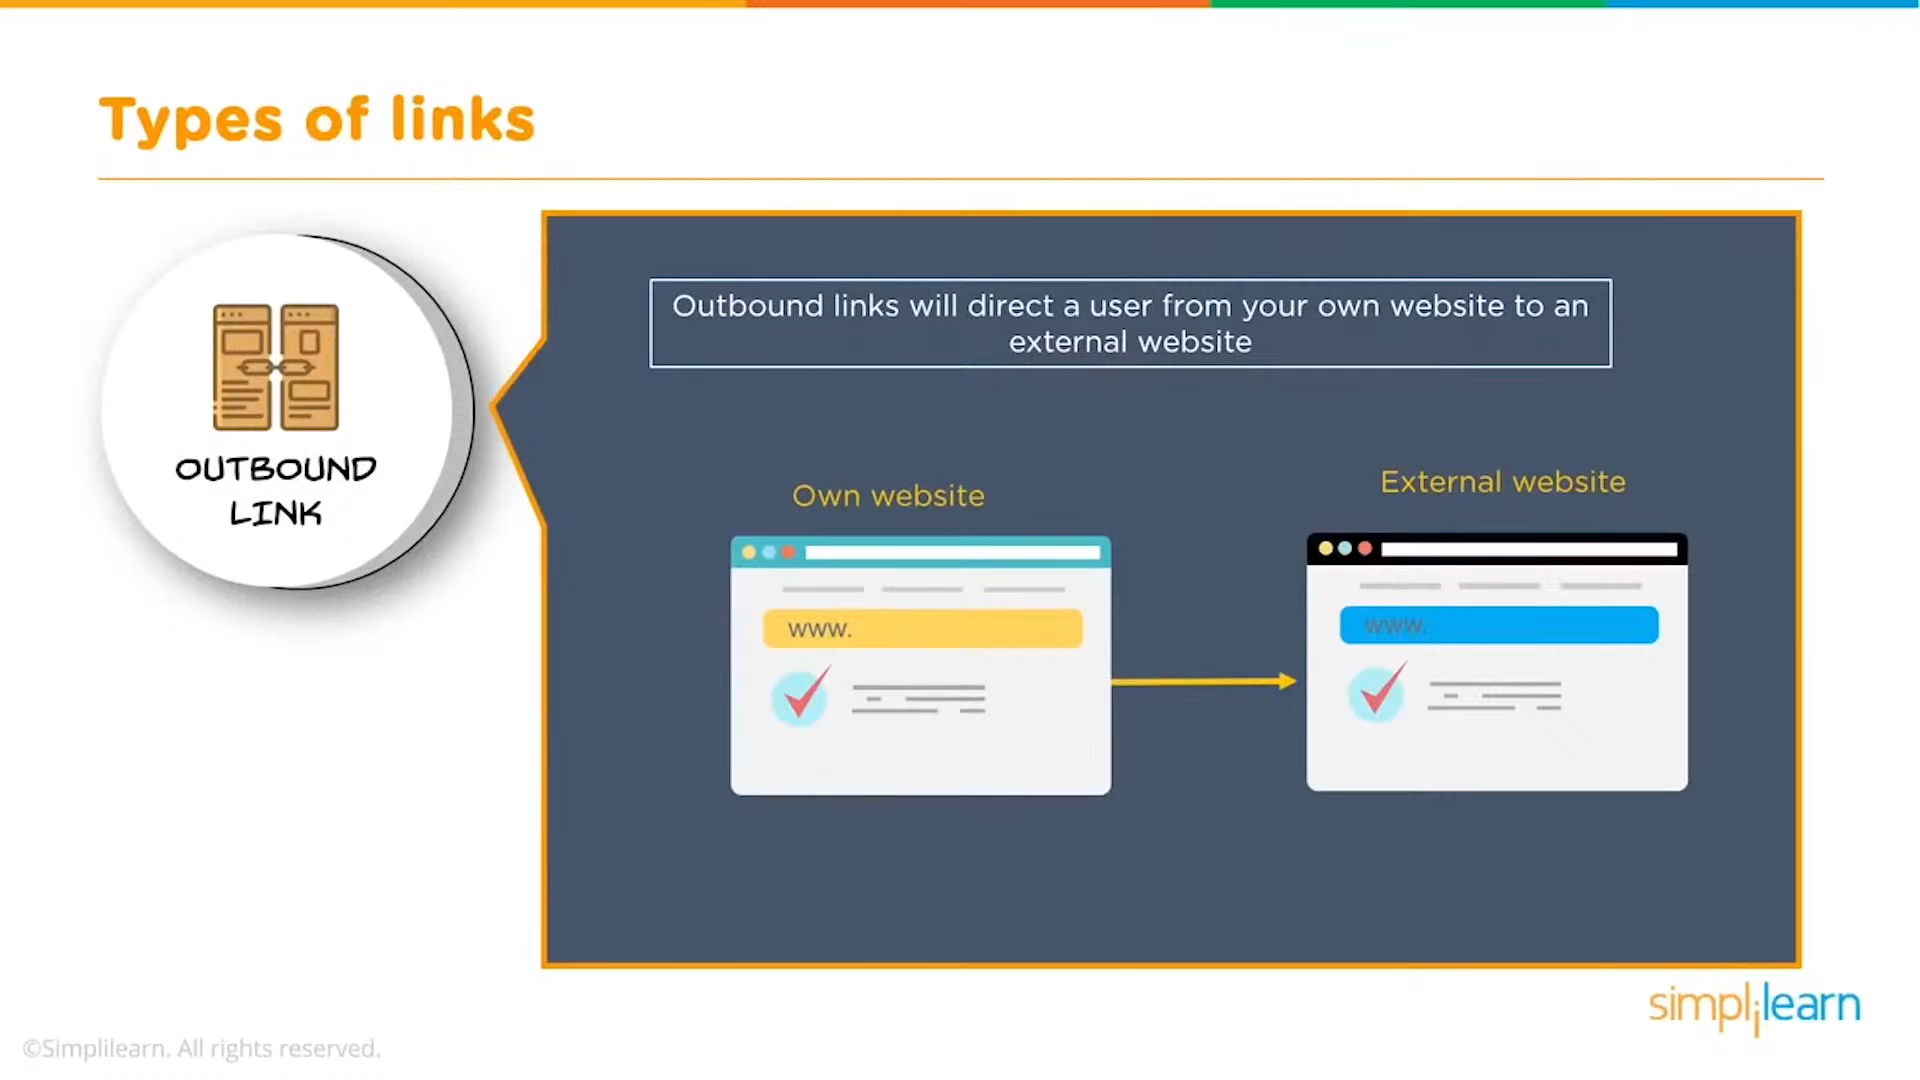 Types of links
Outbound links will direct a user from your own website to an
external website
OUTBOUND
LINK
Own website
External website
www.
www.
simplilearn
©Simplilearn. All rights reserved.